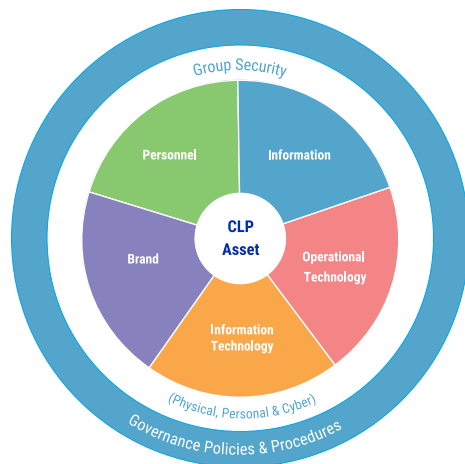 Group Security
Personnel
Information
CLP
Asset
Brand
Operational
Technology
Information
Technology
(Physical, Personal & Cyber)
Governance Policies & Procedures